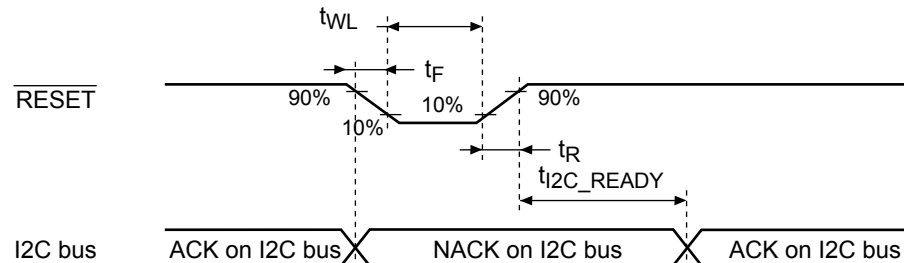 tWL
tF
RESET
90%
10%
10%
90%
tR
tI2C_READY
I2C bus
ACK on I2C bus
NACK on I2C bus
ACK on I2C bus